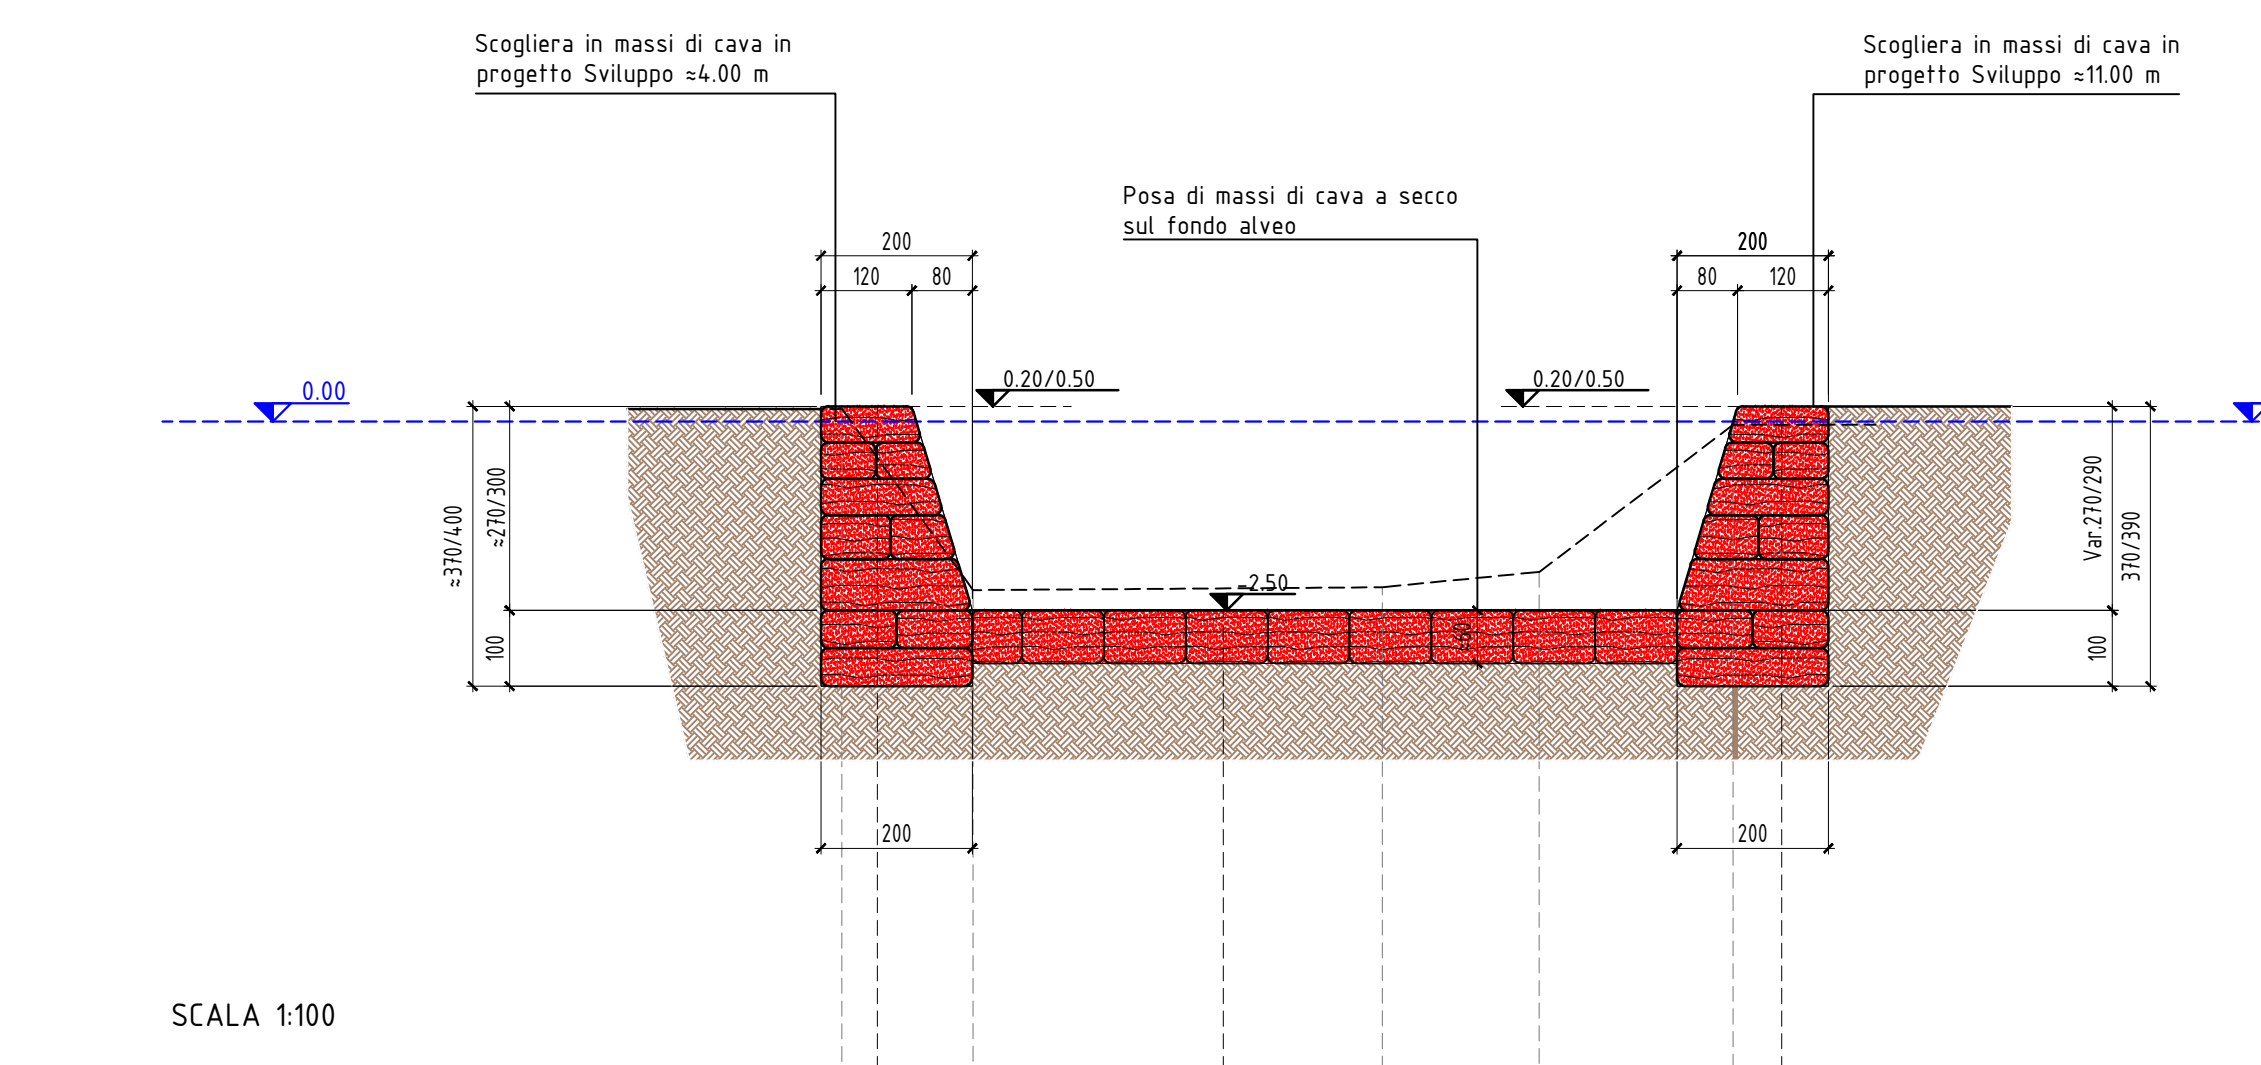 Scogliera in massi di cava in
progetto Sviluppo ≈4.00 m
Scogliera in massi di cava in
progetto Sviluppo ≈11.00 m
Posa di massi di cava a secco
sul fondo alveo
200
120
80
200
80
120
0.00
0.20/0.50
0.20/0.50
≈370/400
≈270/300
100
-2.50
Var.270/290
370/390
100
200
200
SCALA 1:100